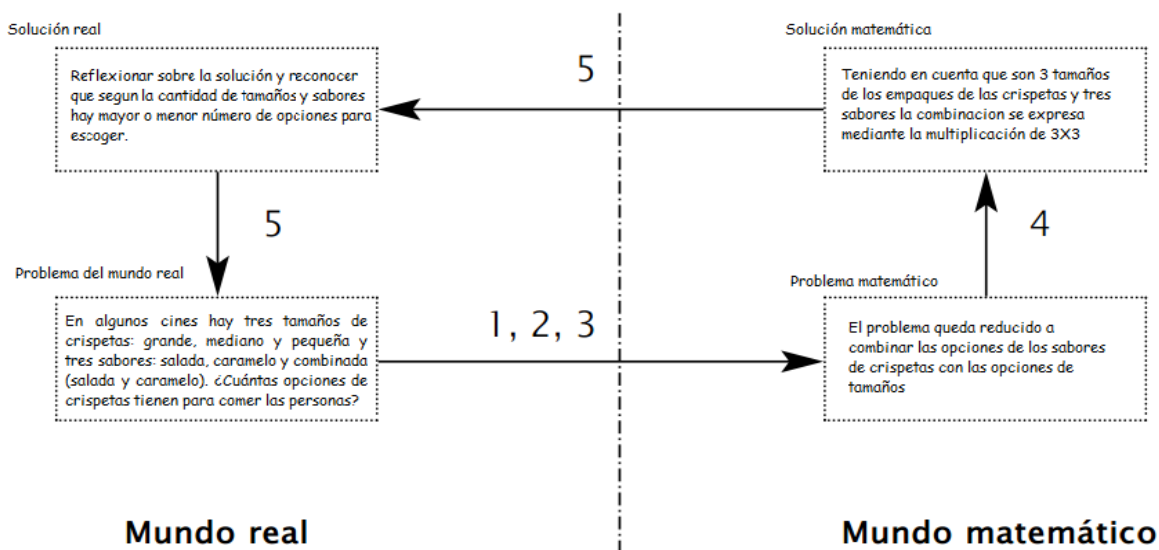 Solución real
Reflexionar sobre la solución y reconocer
que segun la cantidad de tamaños y sabores
hay mayor o menor número de opciones para
escoger.
5
Solución matemática
Teniendo en cuenta que son 3 tamaños
de los empaques de las crispetas y tres
sabores la combinacion se expresa
mediante la multiplicación de 3X3
5
4
Problema del mundo real
En algunos cines hay tres tamaños de
crispetas: grande, mediano y pequeña y
tres sabores: salada, caramelo y combinada
(salada y caramelo). ¿Cuántas opciones de
crispetas tienen para comer las personas?
1, 2, 3
Problema matemático
El problema queda reducido a
combinar las opciones de los sabores
de crispetas con las opciones de
tamaños
Mundo real
Mundo matemático